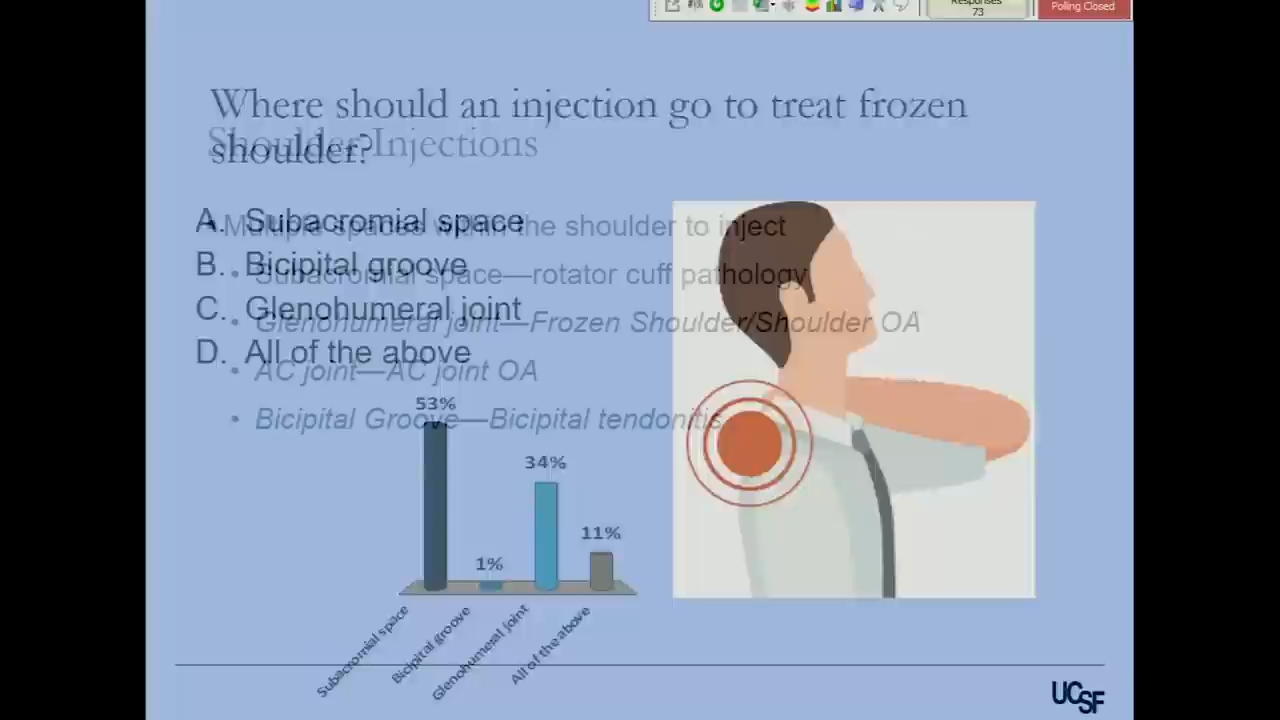 Responses
73
Polling Closed
Where should an injection go to treat frozen
shoulder?
Shoulder Injections
A. Subacromial space
B. Bicipital groove
C. Glenohumeral joint
D. All of the above
• Multiple spaces within the shoulder to inject
• Subacromial space—rotator cuff pathology
• Glenohumeral joint—Frozen Shoulder/Shoulder OA
• AC joint—AC joint OA
• Bicipital Groove—Bicipital tendonitis
53%
1%
34%
11%
Subacromial space
Bicipital groove
Glenohumeral joint
All of the above
UCSF